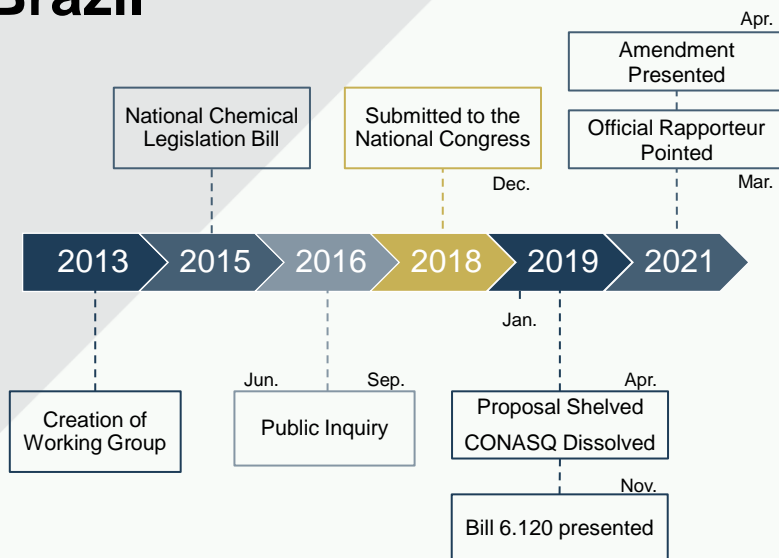 Brazil
Apr.
Amendment
Presented
National Chemical
Legislation Bill
Submitted to the
National Congress
Dec.
Official Rapporteur
Pointed
Mar.
2013
2015
2016
2018
2019
2021
Jan.
Creation of
Working Group
Jun.
Sep.
Public Inquiry
Apr.
Proposal Shelved
CONASQ Dissolved
Nov.
Bill 6.120 presented